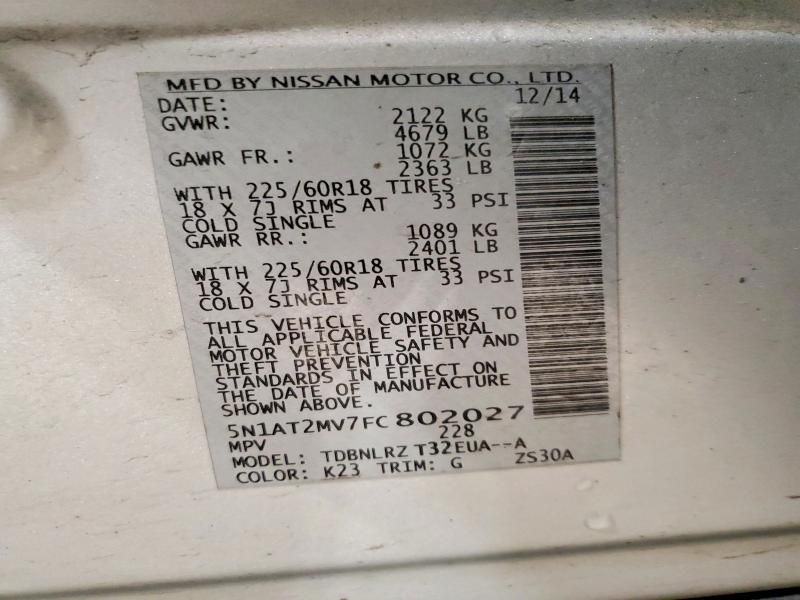 MFD BY NISSAN MOTOR CO., LTD.
DATE: 12/14
GVWR: 2122 KG
4679 LB
GAWR FR.: 1072 KG
2363 LB
WITH 225/60R18 TIRES
18 X 7J RIMS AT 33 PSI
COLD SINGLE
GAWR RR.: 1089 KG
2401 LB
WITH 225/60R18 TIRES
18 X 7J RIMS AT 33 PSI
COLD SINGLE
THIS VEHICLE CONFORMS TO
ALL APPLICABLE FEDERAL
MOTOR VEHICLE SAFETY AND
THEFT PREVENTION
STANDARDS IN EFFECT ON
THE DATE OF MANUFACTURE
SHOWN ABOVE.
5N1AT2MV7FC 802027
MPV 228
MODEL: TDBNLRZ T32EUA--A
COLOR: K23 TRIM: G ZS30A